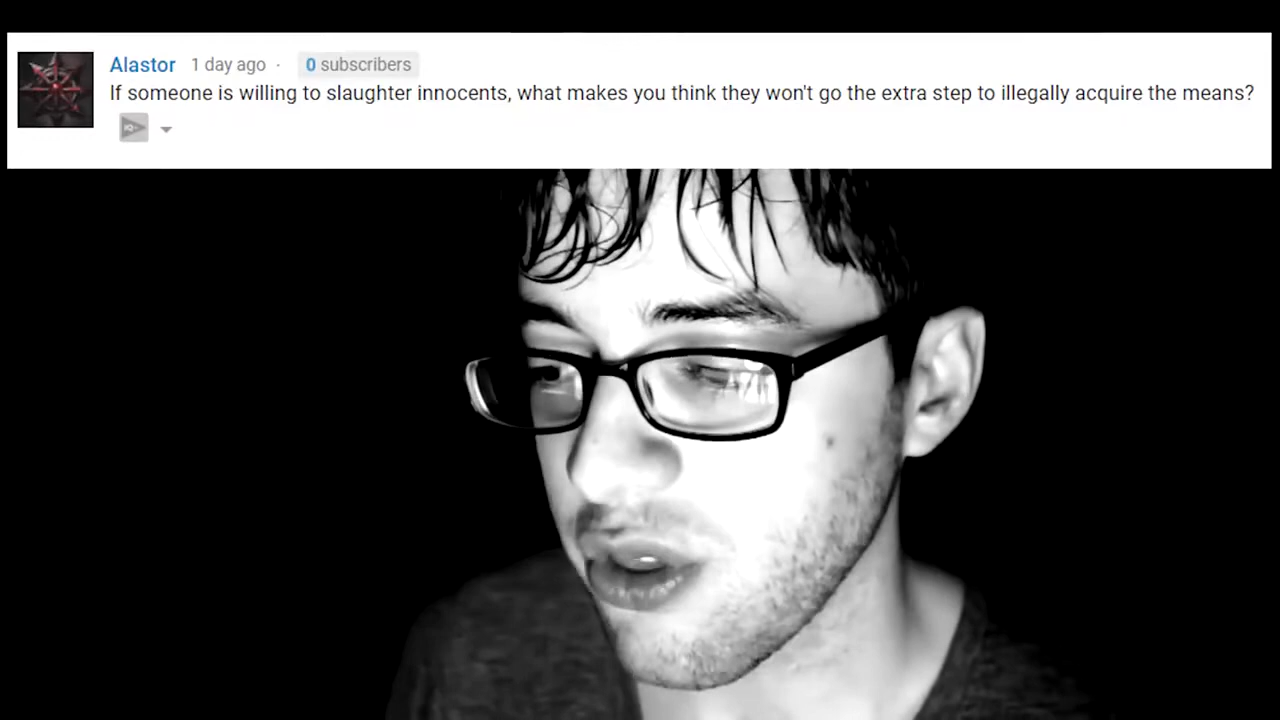 Alastor 1 day ago · 0 subscribers
If someone is willing to slaughter innocents, what makes you think they won't go the extra step to illegally acquire the means?